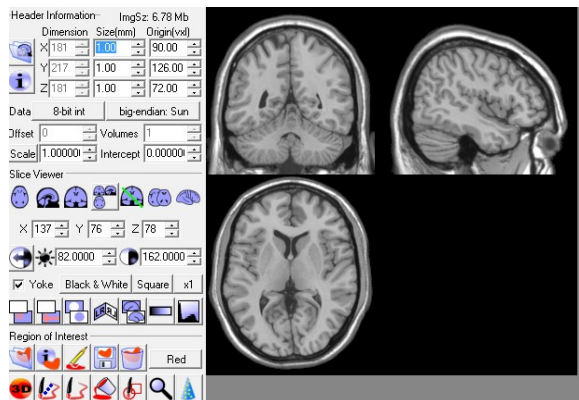 Header Information ImgSz: 6.78 Mb
Dimension Size(mm) Origin(vxl)
X 181 1.00 90.00
Y 217 1.00 126.00
Z 181 1.00 72.00
Data 8-bit int big-endian: Sun
Offset 0 Volumes 1
Scale 1.00000 Intercept 0.00000
Slice Viewer
X 137 Y 76 Z 78
82.0000 162.0000
Yoke Black & White Square x1
Region of Interest
Red
3D